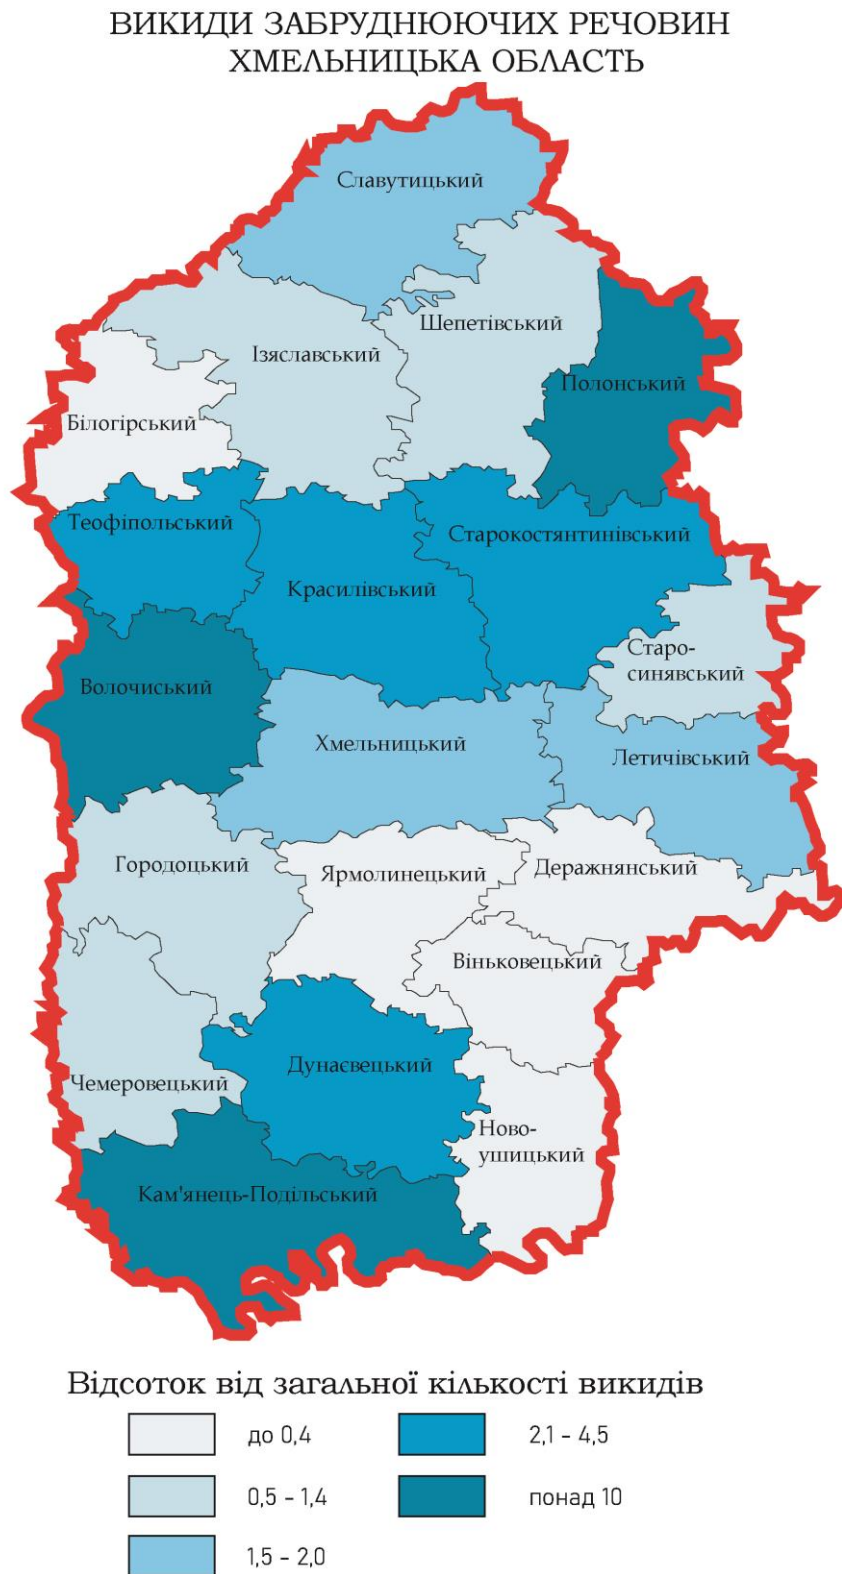 ВИКИДИ ЗАБРУДНЮЮЧИХ РЕЧОВИН
ХМЕЛЬНИЦЬКА ОБЛАСТЬ
Славутицький
Шепетівський
Ізяславський
Полонський
Білогірський
Теофіпольський
Старокостянтинівський
Красилівський
Старо-
синявський
Волочиський
Хмельницький
Летичівський
Городоцький
Ярмолинецький
Деражнянський
Віньковецький
Дунаєвецький
Чемеровецький
Ново-
ушицький
Кам'янець-Подільський
Відсоток від загальної кількості викидів
до 0,4
0,5 - 1,4
1,5 - 2,0
2,1 - 4,5
понад 10